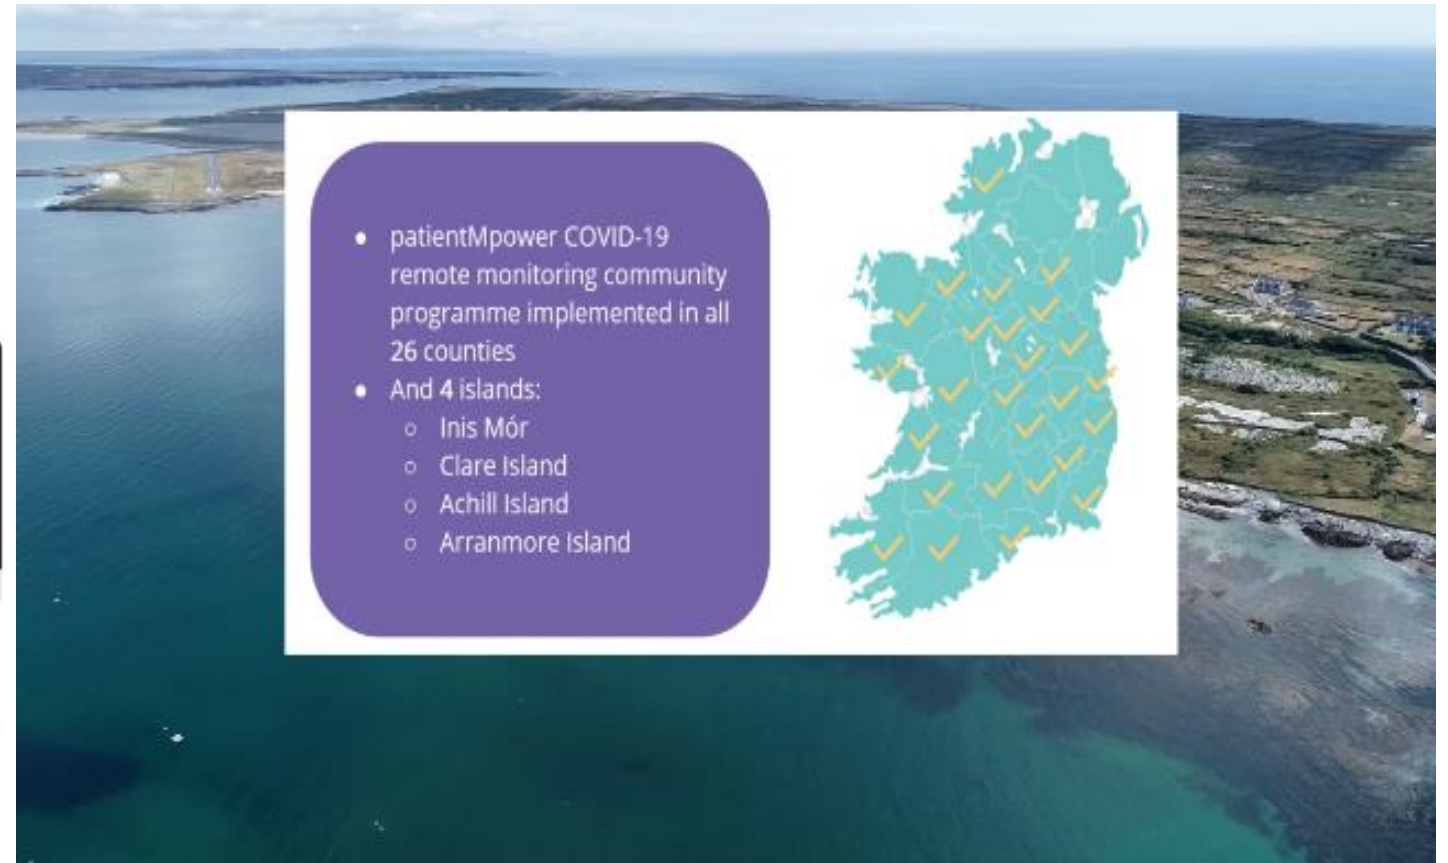 ● patientMpower COVID-19
remote monitoring community
programme implemented in all
26 counties
● And 4 islands:
○ Inis Mór
○ Clare Island
○ Achill Island
○ Arranmore Island